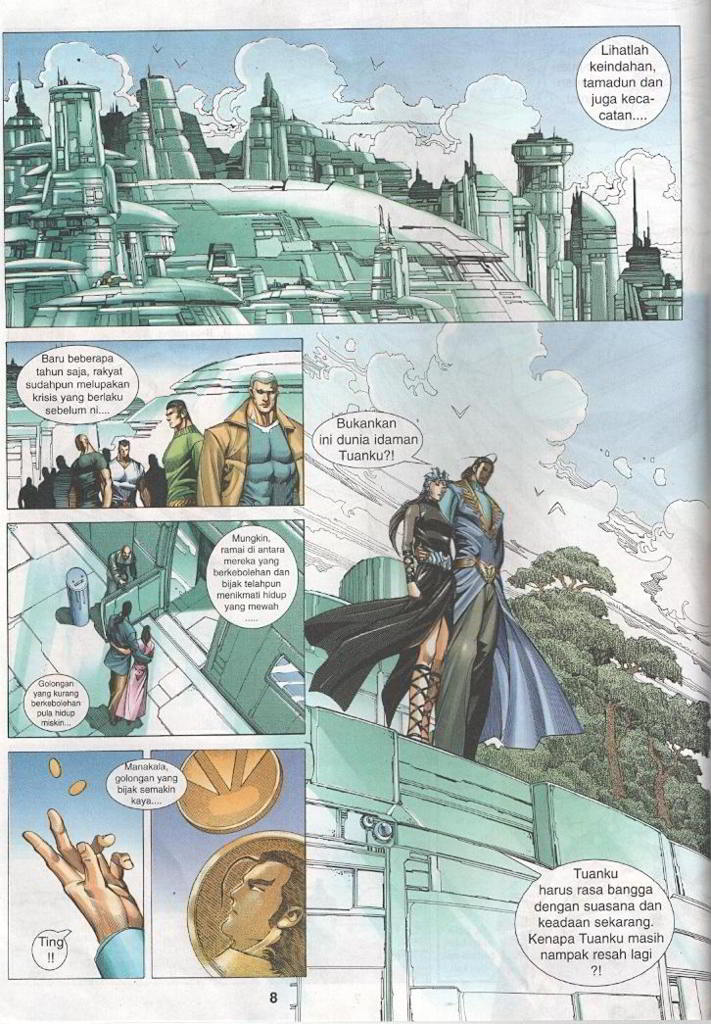 Lihatlah
keindahan,
tamadun dan
juga keca-
catan....
Baru beberapa
tahun saja, rakyat
sudahpun melupakan
krisis yang berlaku
sebelum ni....
Bukankan
ini dunia idaman
Tuanku?!
Mungkin,
ramai di antara
mereka yang
berkebolehan dan
bijak telahpun
menikmati hidup
yang mewah
.....
Golongan
yang kurang
berkebolehan
pula hidup
miskin...
Manakala,
golongan yang
bijak semakin
kaya....
Ting
!!
Tuanku
harus rasa bangga
dengan suasana dan
keadaan sekarang.
Kenapa Tuanku masih
nampak resah lagi
?!
8